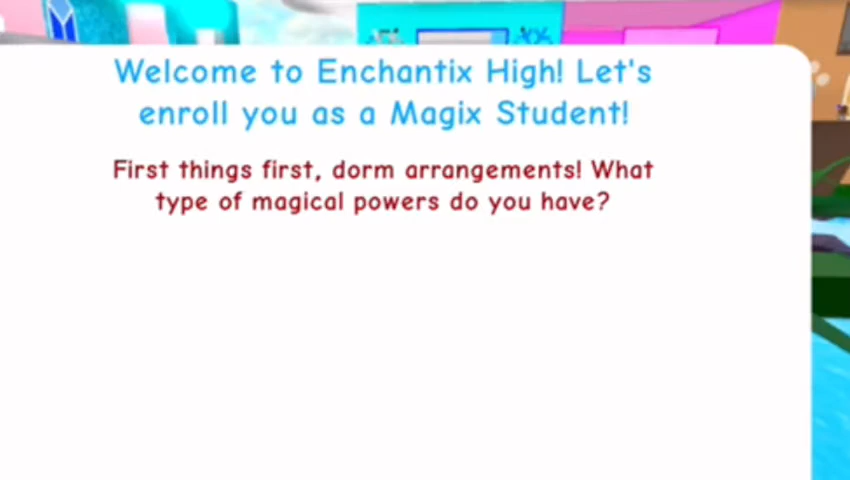 Welcome to Enchantix High! Let's
enroll you as a Magix Student!
First things first, dorm arrangements! What
type of magical powers do you have?